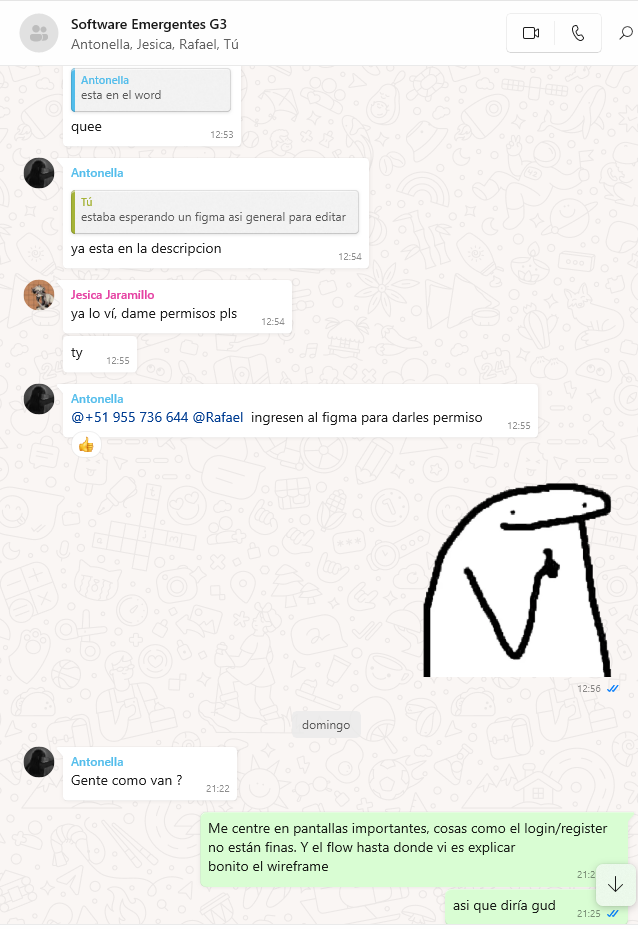 Software Emergentes G3
Antonella, Jesica, Rafael, Tú
Antonella
esta en el word
quee
12:53
Antonella
Tú
estaba esperando un figma asi general para editar
ya esta en la descripcion
12:54
Jesica Jaramillo
ya lo ví, dame permisos pls
12:54
ty
12:55
Antonella
@+51 955 736 644 @Rafael ingresen al figma para darles permiso
12:55
12:56
domingo
Antonella
Gente como van ?
21:22
Me centre en pantallas importantes, cosas como el login/register
no están finas. Y el flow hasta donde vi es explicar
bonito el wireframe
asi que diría gud
21:25